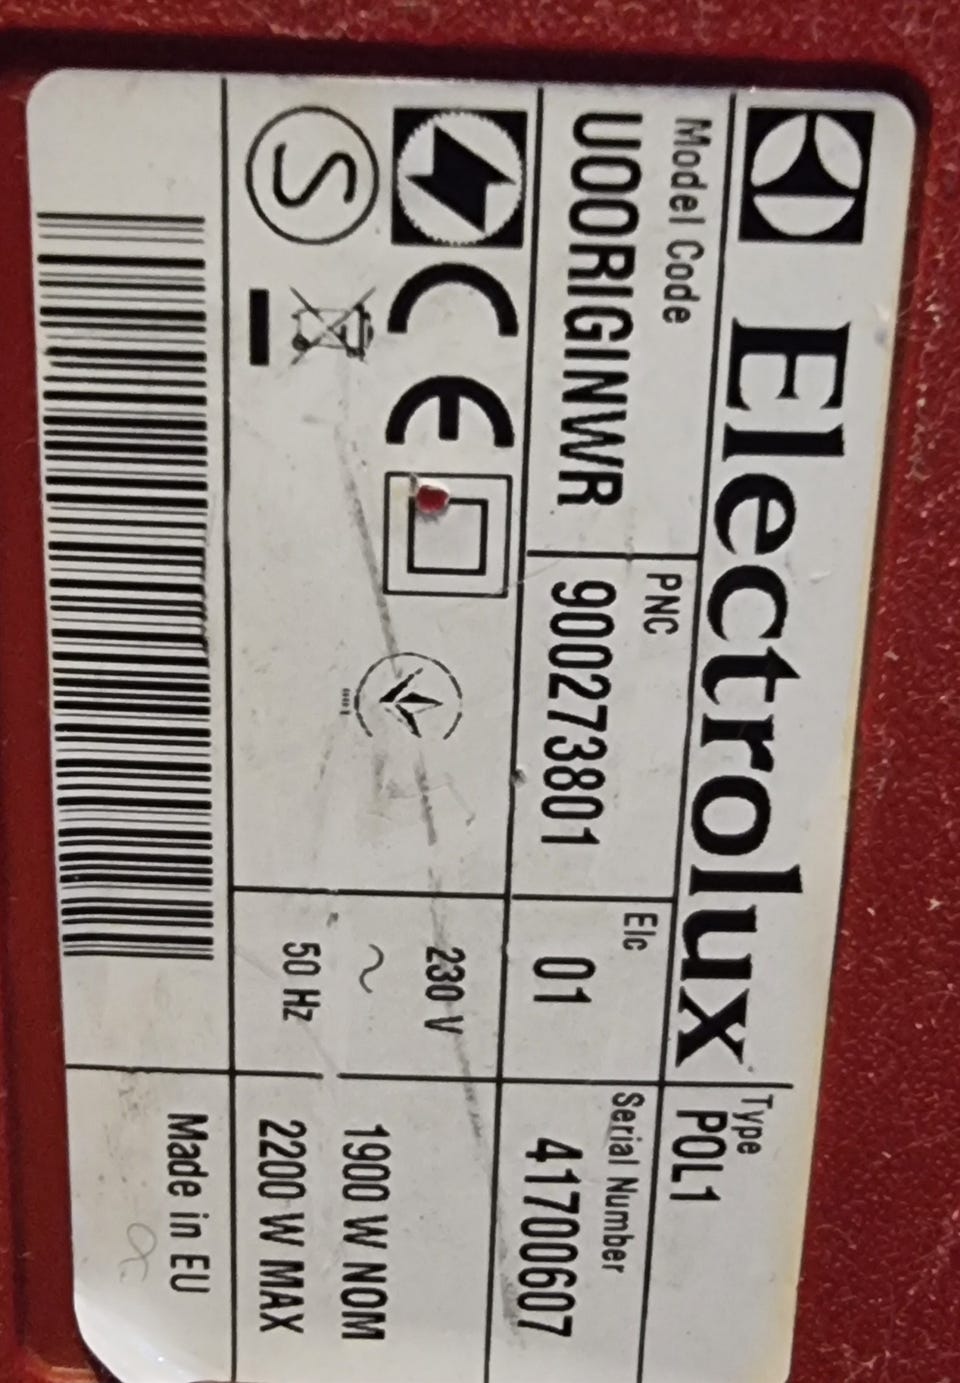 Electrolux
Type
POL1
Model Code
UOORIGINWR
PNC
900273801
Elc
01
Serial Number
41700607
S
CE
230 V
~
50 Hz
1900 W NOM
2200 W MAX
Made in EU